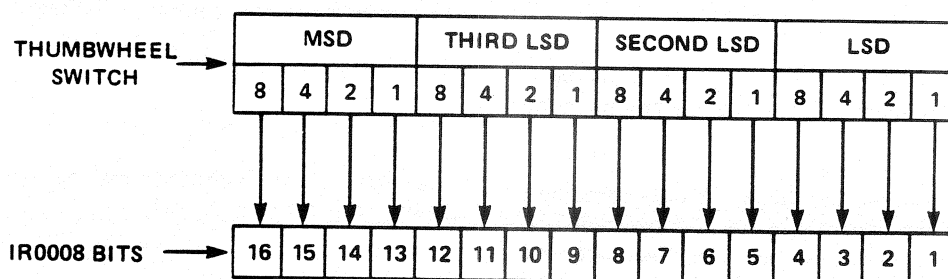 MSD THIRD LSD SECOND LSD LSD
THUMBWHEEL
SWITCH
8 4 2 1 8 4 2 1 8 4 2 1 8 4 2 1
IR0008 BITS 16 15 14 13 12 11 10 9 8 7 6 5 4 3 2 1